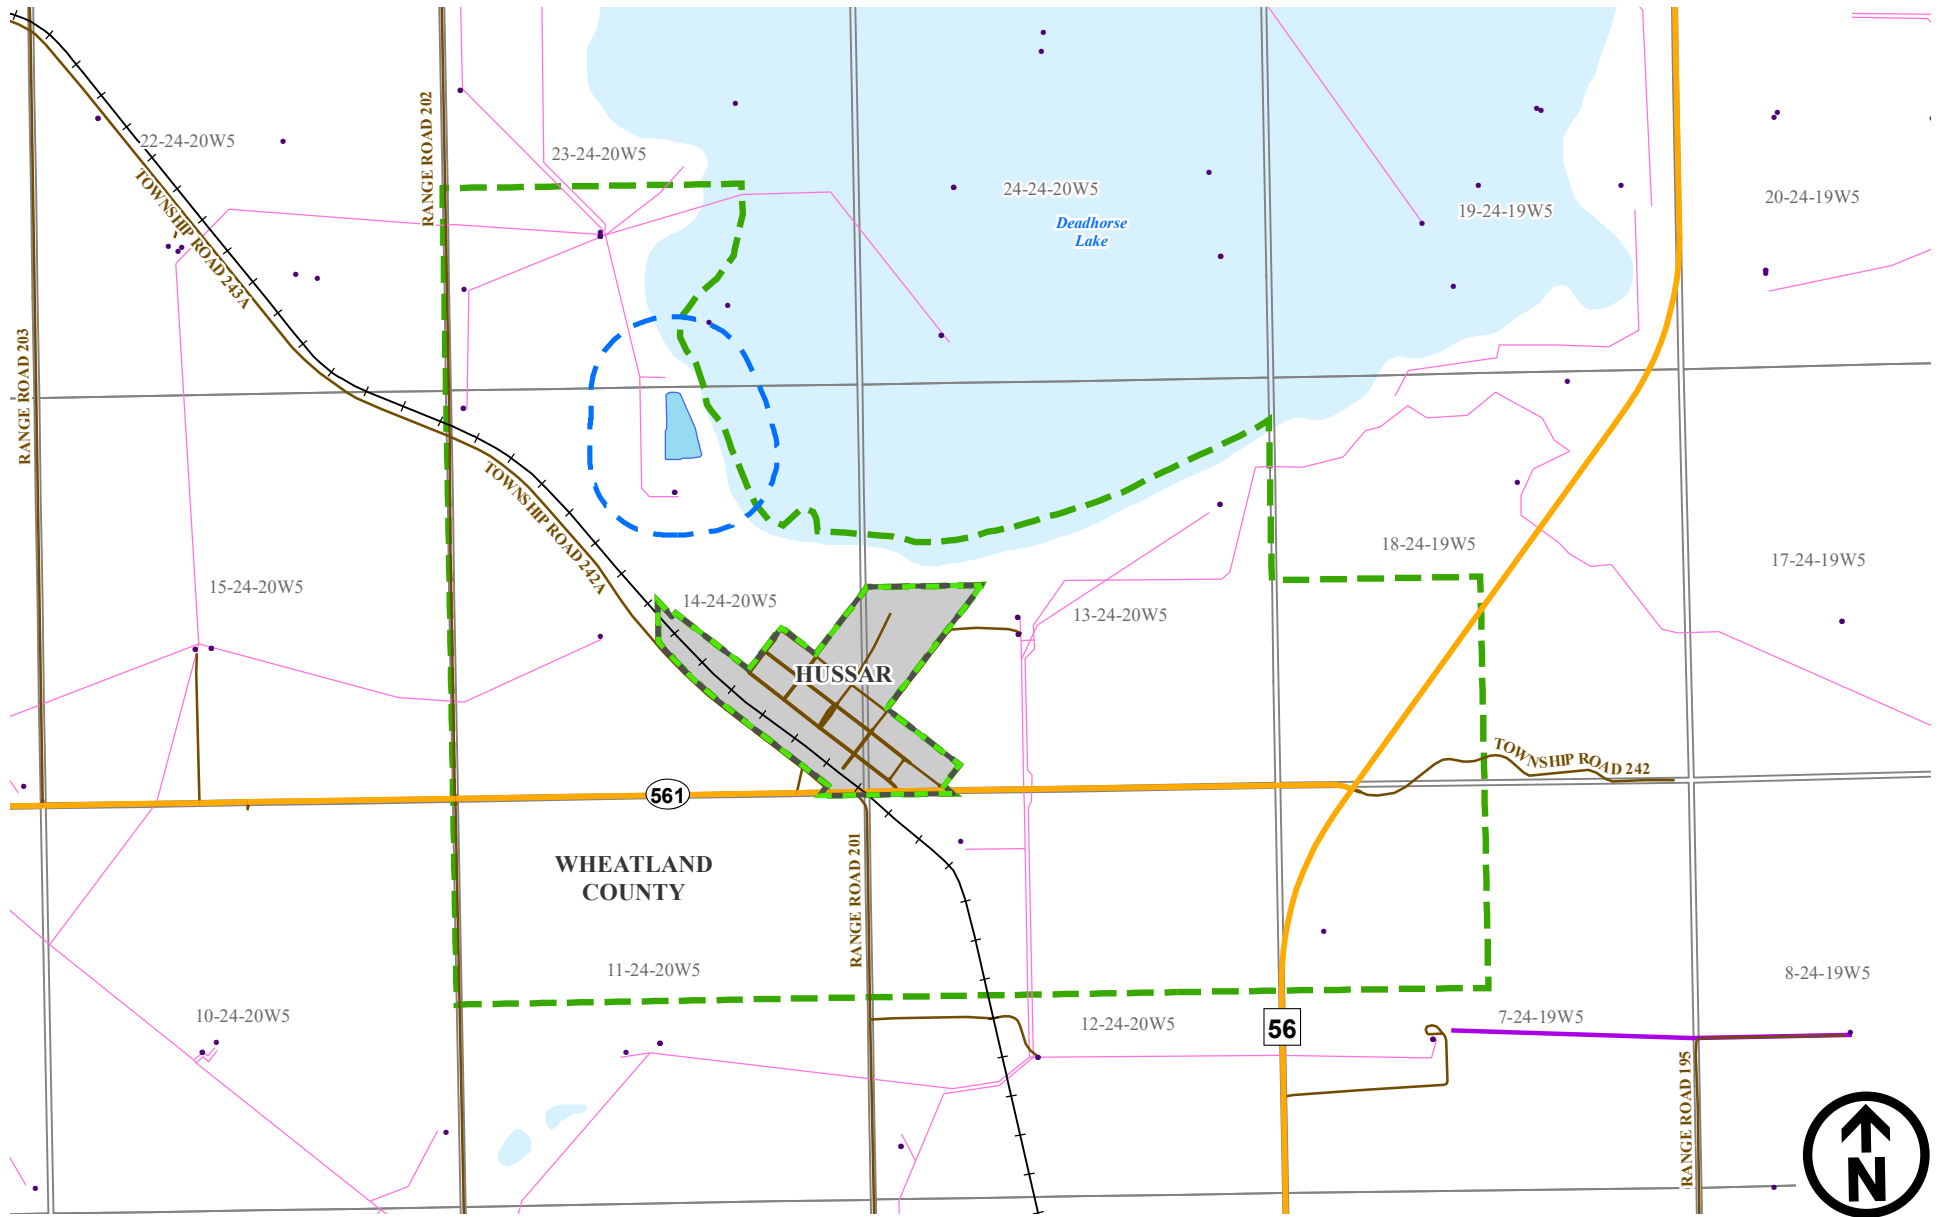 RANGE ROAD 202
22-24-20W5
23-24-20W5
24-24-20W5
20-24-19W5
19-24-19W5
TOWNSHIP ROAD 243A
Deadhorse
Lake
RANGE ROAD 203
TOWNSHIP ROAD 242A
18-24-19W5
17-24-19W5
15-24-20W5
14-24-20W5
13-24-20W5
HUSSAR
TOWNSHIP ROAD 242
561
WHEATLAND
COUNTY
RANGE ROAD 201
11-24-20W5
8-24-19W5
10-24-20W5
12-24-20W5
56
7-24-19W5
RANGE ROAD 195
N